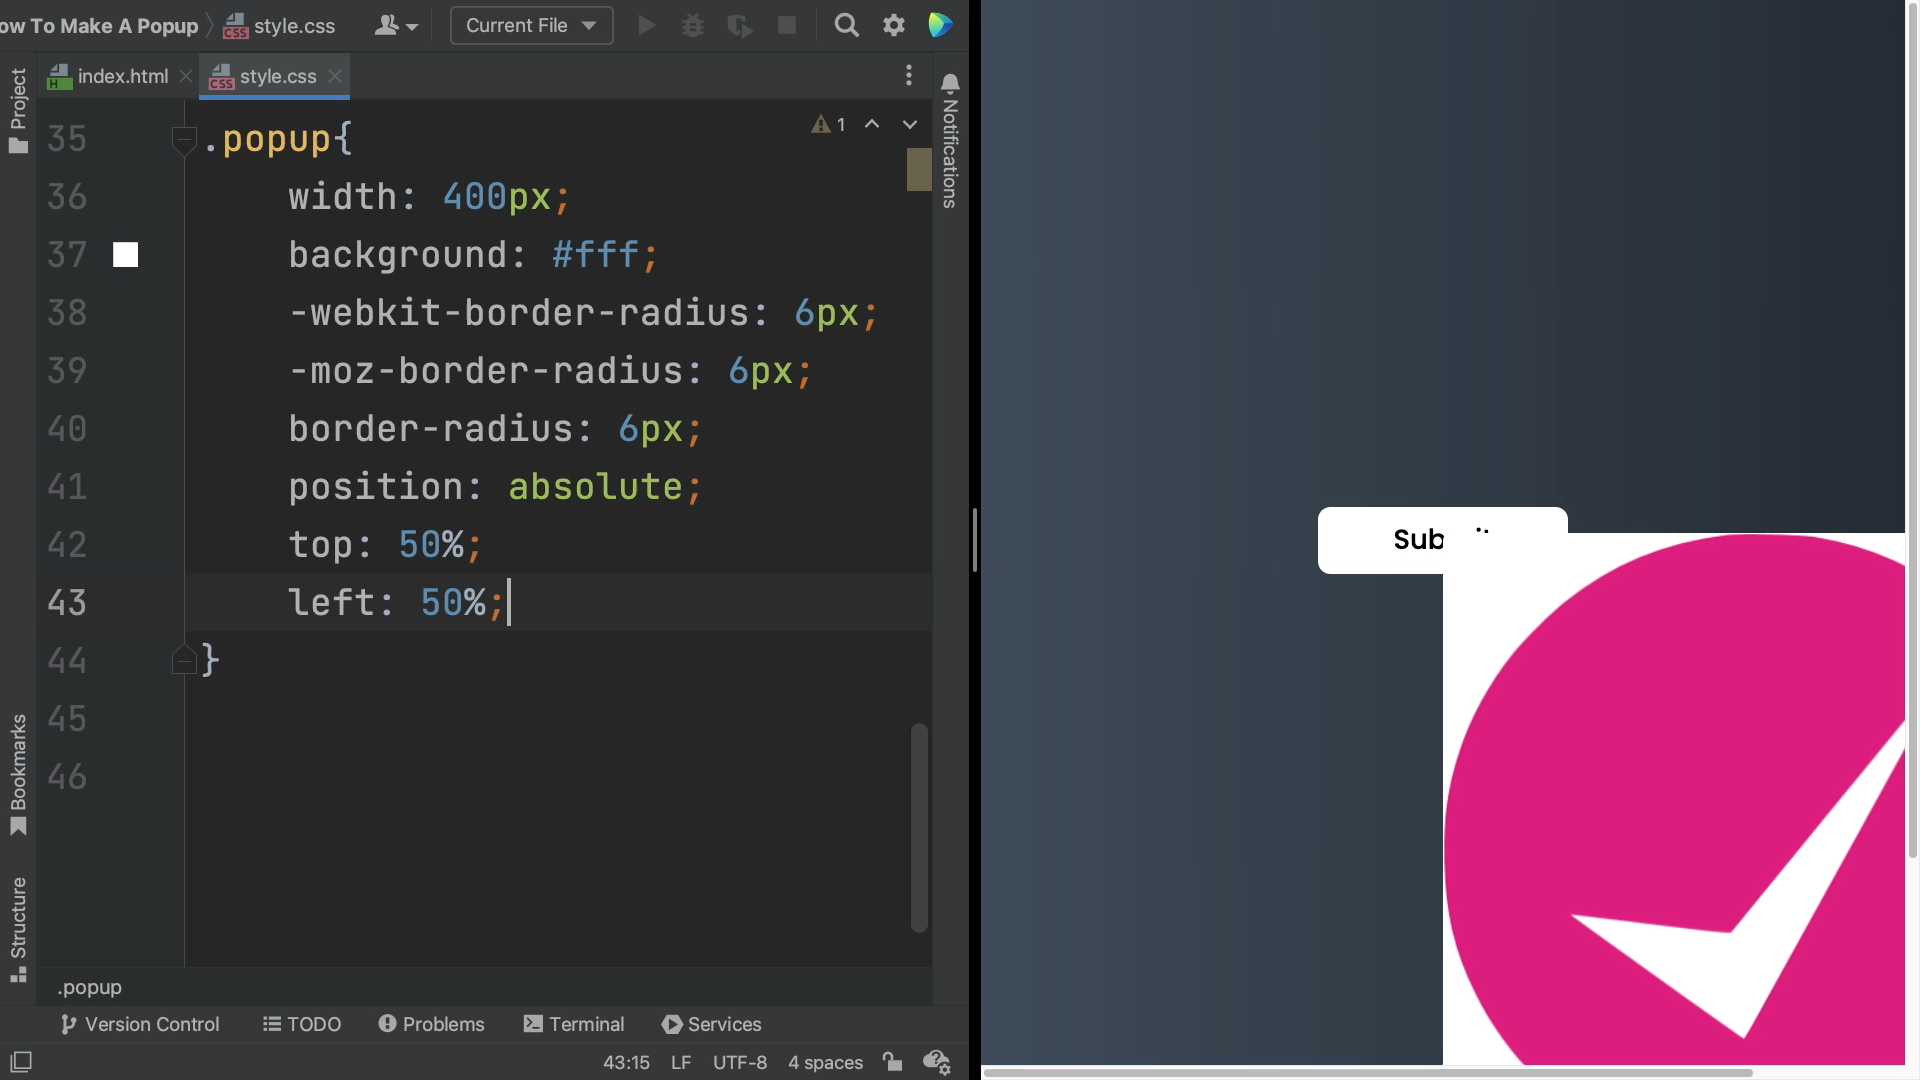 ow To Make A Popup
style.css
Current File
index.html
style.css
Project
Notifications
1
35 .popup{
36 width: 400px;
37 background: #fff;
38 -webkit-border-radius: 6px;
39 -moz-border-radius: 6px;
40 border-radius: 6px;
41 position: absolute;
42 top: 50%;
43 left: 50%;
44 }
45
46
Bookmarks
Structure
.popup
Version Control
TODO
Problems
Terminal
Services
43:15
LF
UTF-8
4 spaces